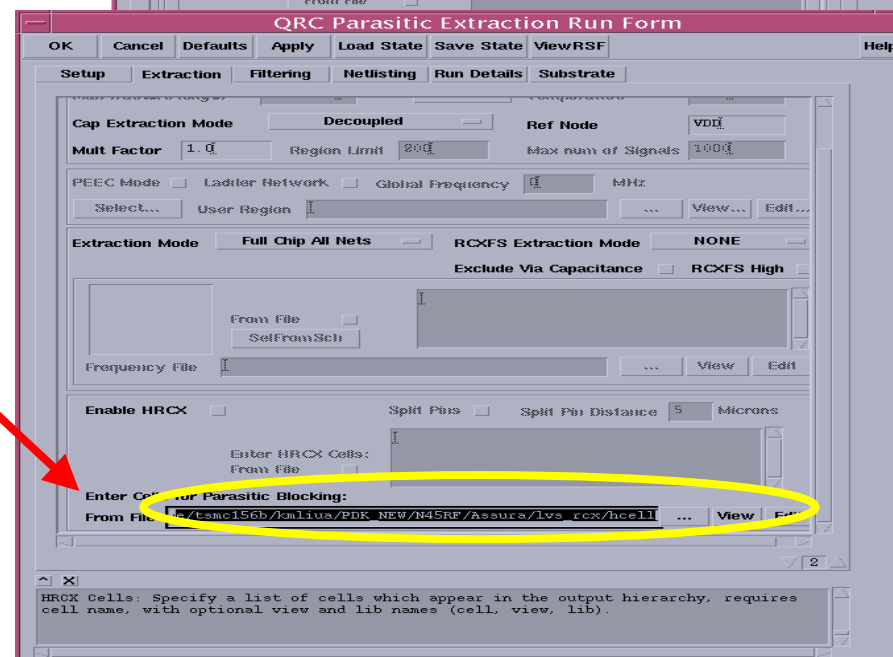 From File
QRC Parasitic Extraction Run Form
OK Cancel Defaults Apply Load State Save State ViewRSF Help
Setup Extraction Filtering Netlisting Run Details Substrate
Cap Extraction Mode Decoupled Ref Node VDD
Mult Factor 1.0 Region Limit 200 Max num of Signals 1000
PEEC Mode Ladder Network Global Frequency MHz
Select... User Region ... View... Edit...
Extraction Mode Full Chip All Nets RCXFS Extraction Mode NONE
Exclude Via Capacitance RCXFS High
From File
SelFromSch
Frequency File ... View Edit
Enable HRCX Split Pins Split Pin Distance 5 Microns
Enter HRCX Cells:
From File
Enter Cells for Parasitic Blocking:
From File e/tsmc156b/kmliua/PDK_NEW/N45RF/Assura/lvs_rcx/hcell ... View Edit
2
HRCX Cells: Specify a list of cells which appear in the output hierarchy, requires
cell name, with optional view and lib names (cell, view, lib).